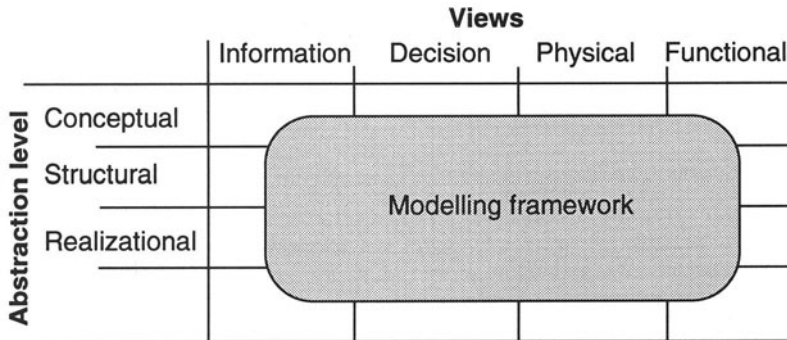 Views
Information Decision Physical Functional
Abstraction level
Conceptual
Structural
Realizational
Modelling framework